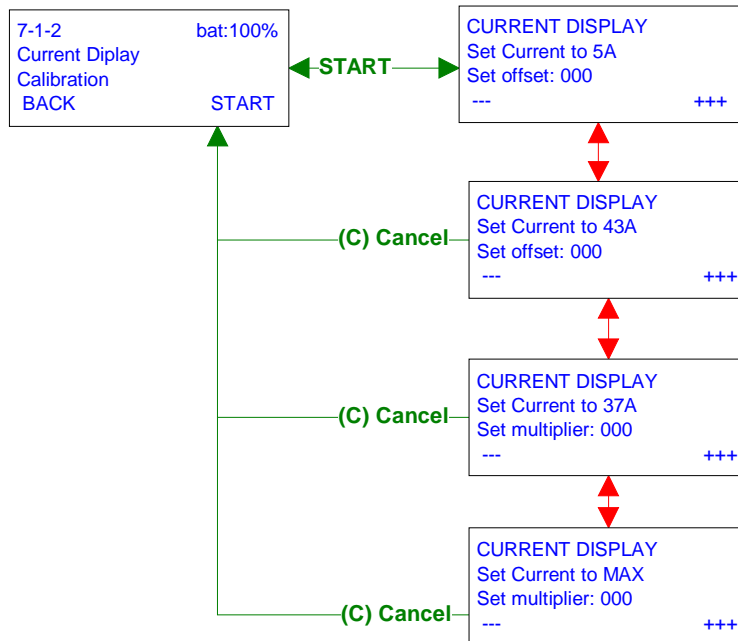 7-1-2 bat:100%
Current Diplay
Calibration
BACK START
START
CURRENT DISPLAY
Set Current to 5A
Set offset: 000
--- +++
CURRENT DISPLAY
Set Current to 43A
Set offset: 000
--- +++
(C) Cancel
CURRENT DISPLAY
Set Current to 37A
Set multiplier: 000
--- +++
(C) Cancel
CURRENT DISPLAY
Set Current to MAX
Set multiplier: 000
--- +++
(C) Cancel